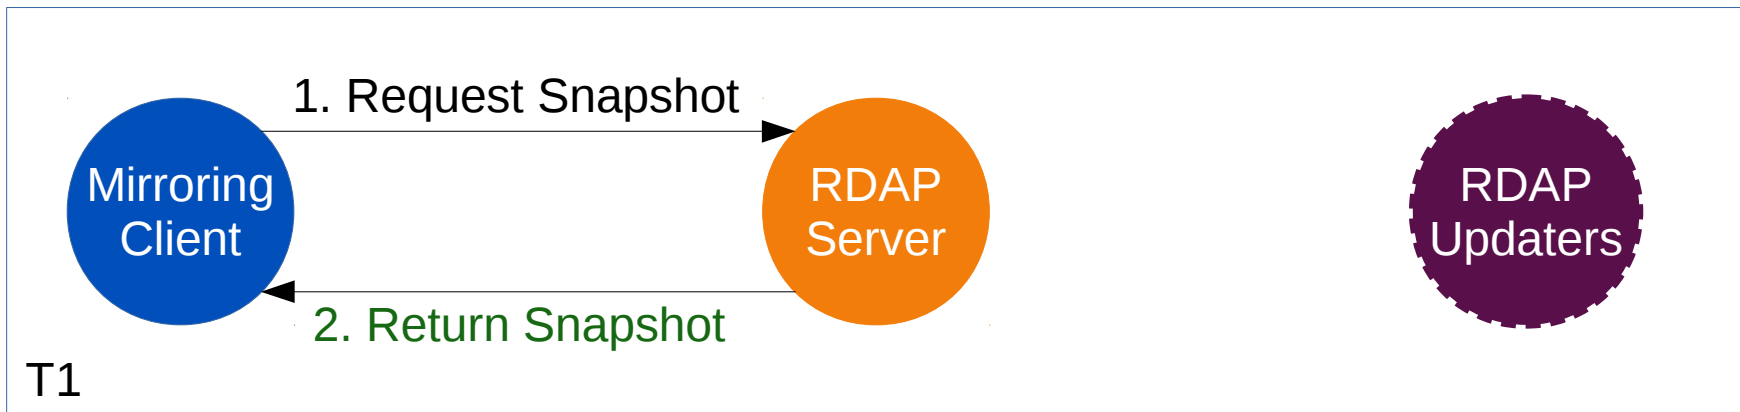 1. Request Snapshot
Mirroring
Client
RDAP
Server
RDAP
Updaters
2. Return Snapshot
T1